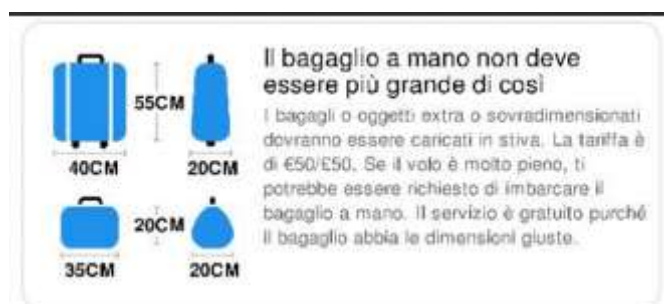 Il bagaglio a mano non deve
essere più grande di così
I bagagli o oggetti extra o sovradimensionati
dovranno essere caricati in stiva. La tariffa è
di €50/£50. Se il volo è molto pieno, ti
potrebbe essere richiesto di imbarcare il
bagaglio a mano. Il servizio è gratuito purché
il bagaglio abbia le dimensioni giuste.
55CM
40CM
20CM
20CM
35CM
20CM